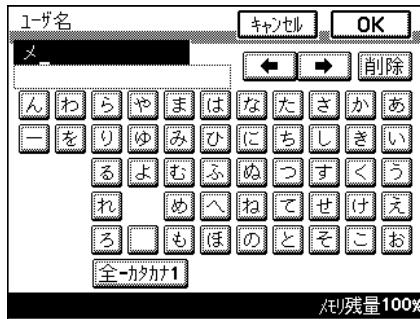 ユーザ名 キャンセル OK
メ_
← → 削除
ん わ ら や ま は な た さ か あ
ー を り ゆ み ひ に ち し き い
る よ む ふ ぬ つ す く う
れ め へ ね て せ け え
ろ も ほ の と そ こ お
全-カタカナ1
メモリ残量100%